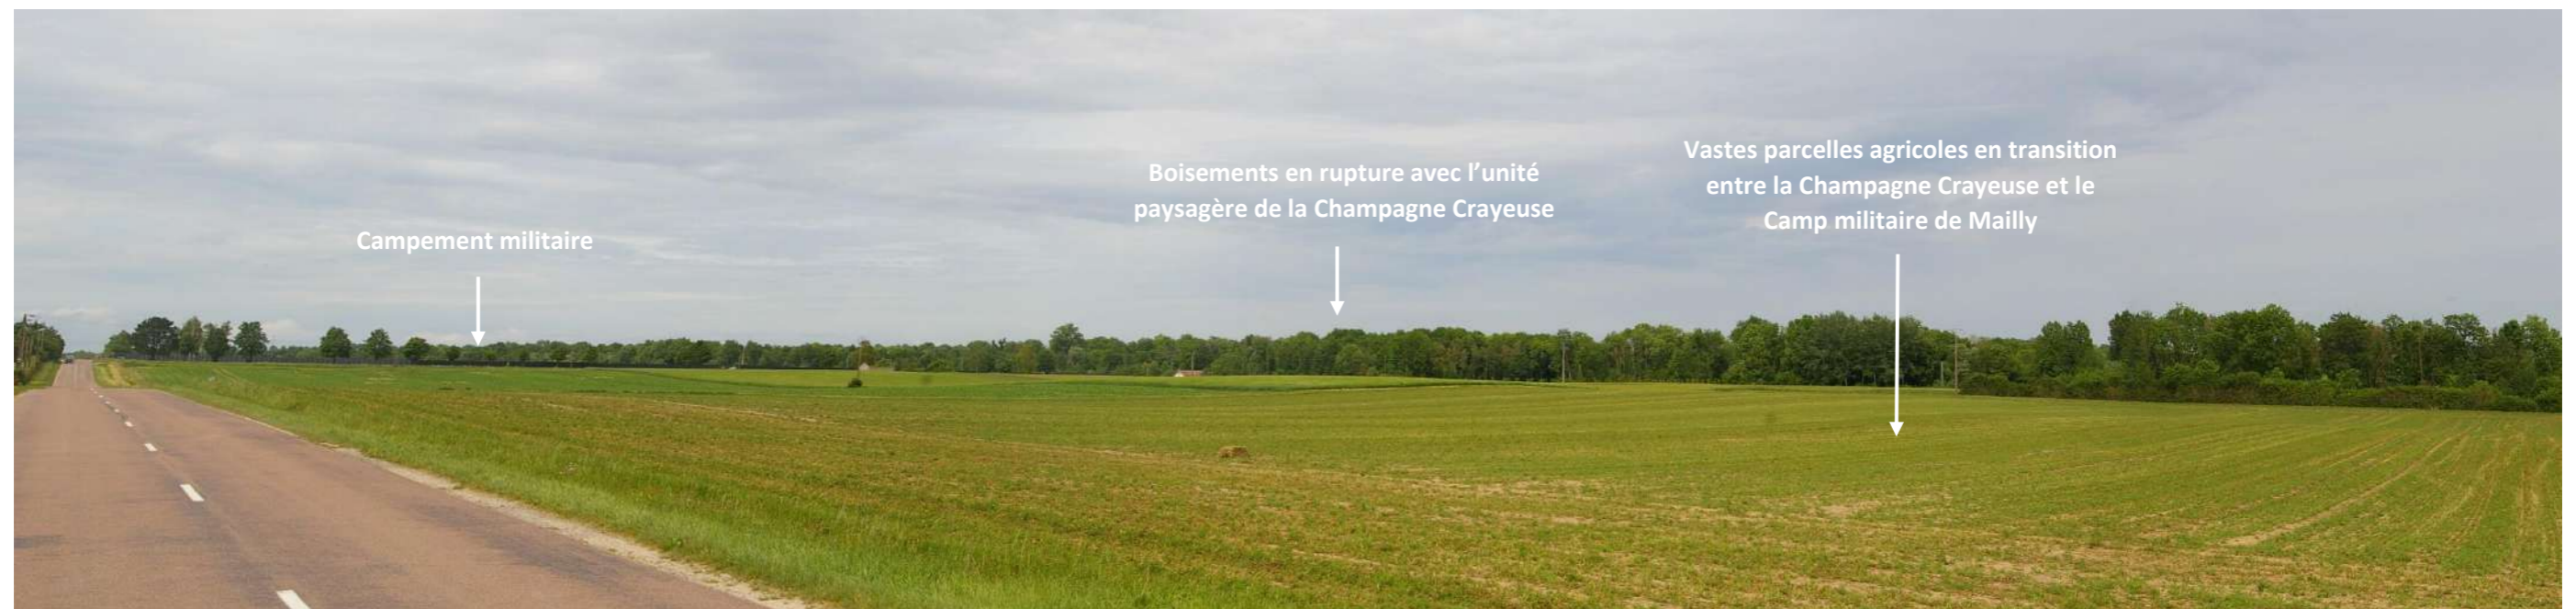 Campement militaire
Boisements en rupture avec l’unité
paysagère de la Champagne Crayeuse
Vastes parcelles agricoles en transition
entre la Champagne Crayeuse et le
Camp militaire de Mailly